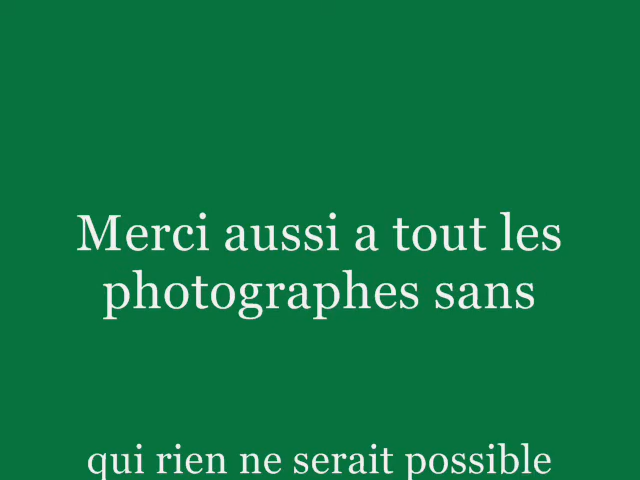 Merci aussi a tout les
photographes sans
qui rien ne serait possible